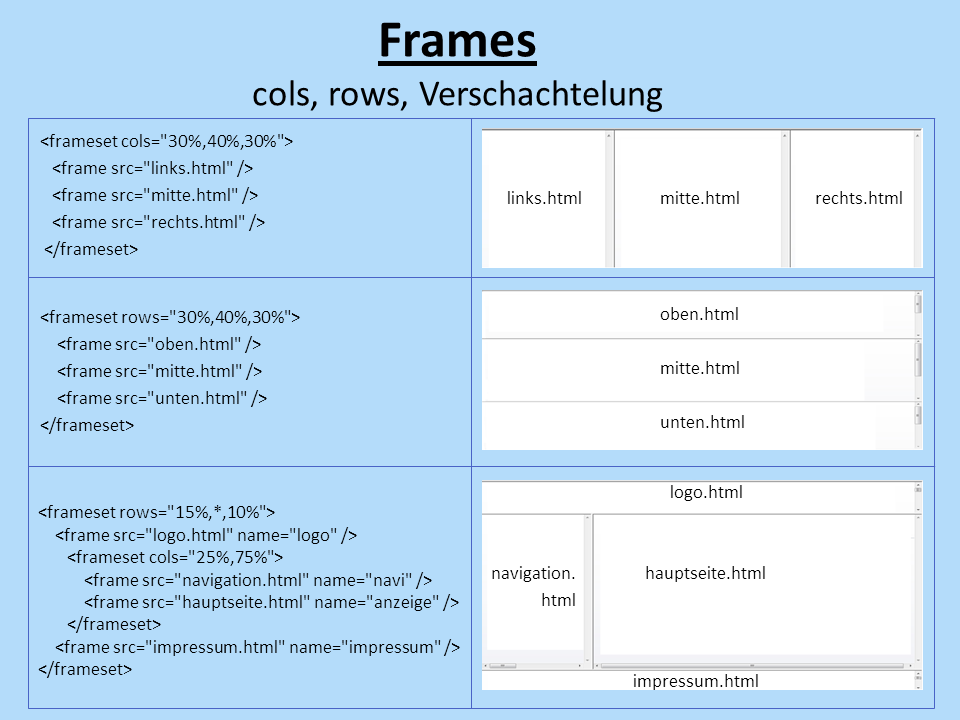 Frames
cols, rows, Verschachtelung
<frameset cols="30%,40%,30%">
<frame src="links.html" />
<frame src="mitte.html" />
<frame src="rechts.html" />
</frameset>
links.html mitte.html rechts.html
<frameset rows="30%,40%,30%">
<frame src="oben.html" />
<frame src="mitte.html" />
<frame src="unten.html" />
</frameset>
oben.html
mitte.html
unten.html
<frameset rows="15%,*,10%">
<frame src="logo.html" name="logo" />
<frameset cols="25%,75%">
<frame src="navigation.html" name="navi" />
<frame src="hauptseite.html" name="anzeige" />
</frameset>
<frame src="impressum.html" name="impressum" />
</frameset>
logo.html
navigation. hauptseite.html
html
impressum.html